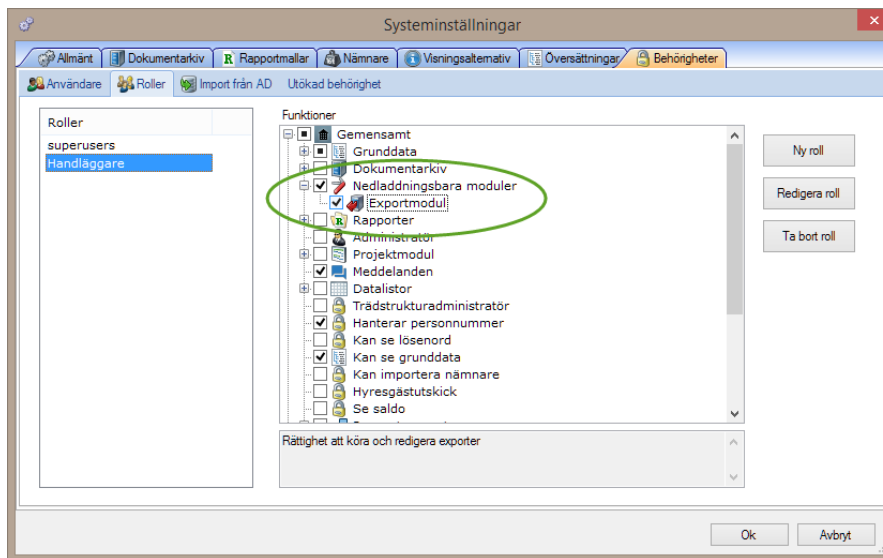 Systeminställningar
Allmänt Dokumentarkiv Rapportmallar Nämnare Visningsalternativ Översättningar Behörigheter
Användare Roller Import från AD Utökad behörighet
Roller
superusers
Handläggare
Funktioner
Gemensamt
Grunddata
Dokumentarkiv
Nedladdningsbara moduler
Exportmodul
Rapporter
Administratör
Projektmodul
Meddelanden
Datalistor
Trädstrukturadministratör
Hanterar personnummer
Kan se lösenord
Kan se grunddata
Kan importera nämnare
Hyresgästutskick
Se saldo
Rättighet att köra och redigera exporter
Ny roll
Redigera roll
Ta bort roll
Ok Avbryt